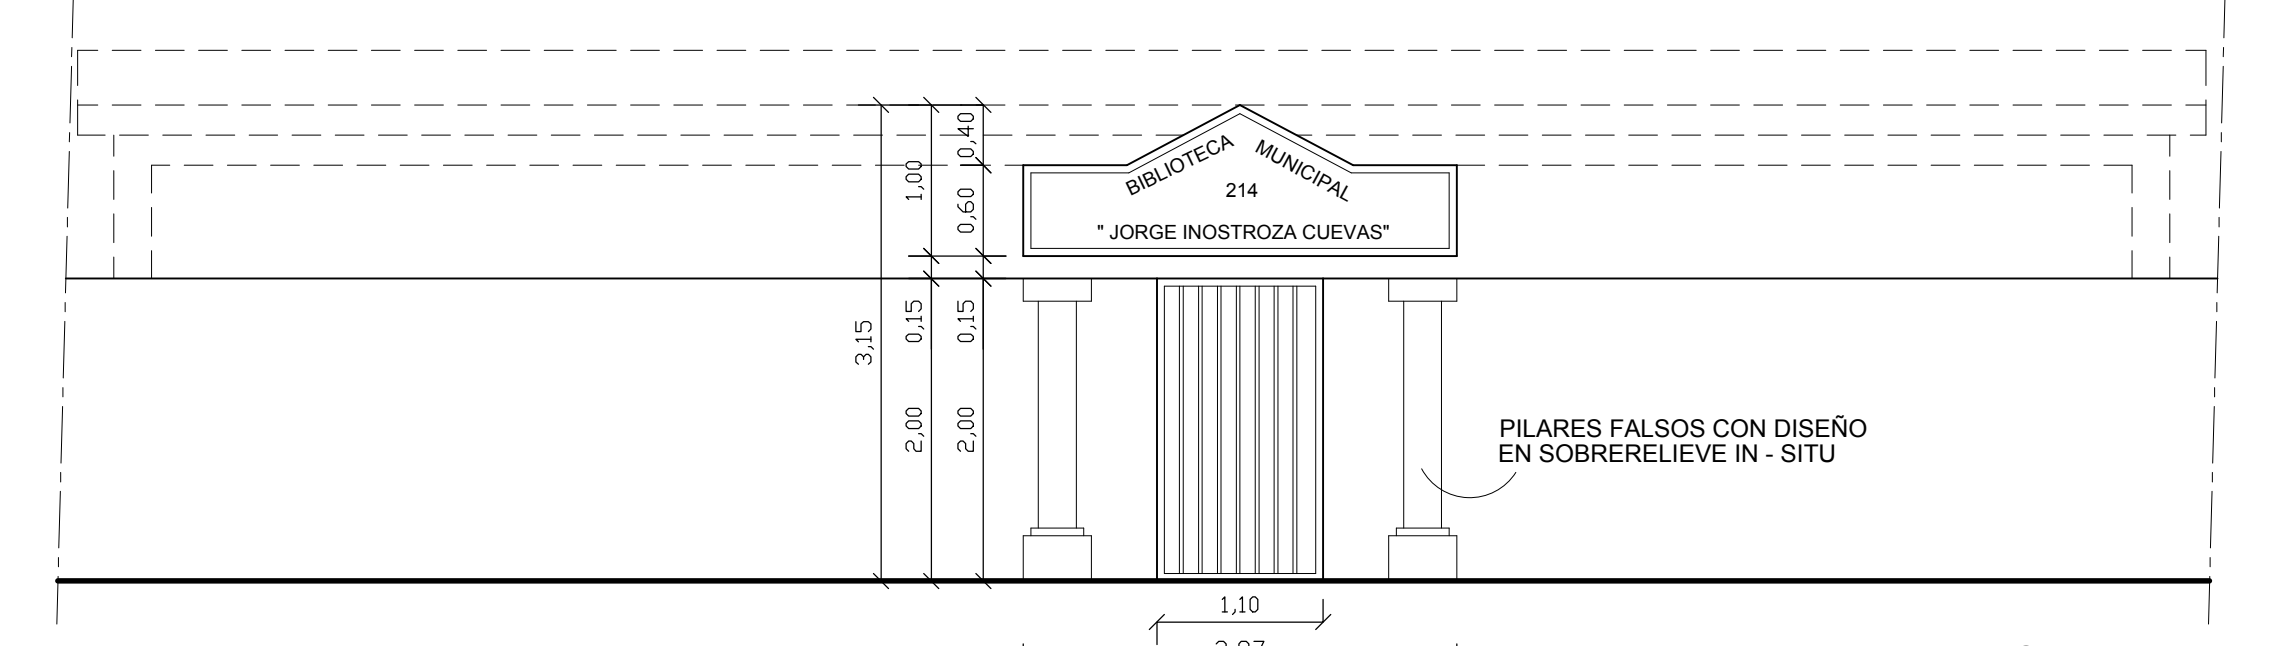 0,40
1,00
0,60
BIBLIOTECA MUNICIPAL
214
" JORGE INOSTROZA CUEVAS"
3,15
0,15
0,15
2,00
2,00
PILARES FALSOS CON DISEÑO
EN SOBRERELIEVE IN - SITU
1,10